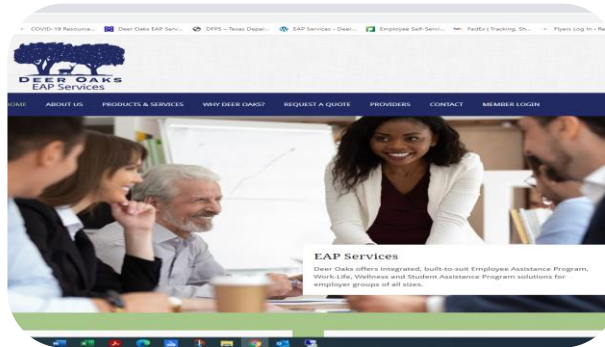 COVID-19 Resource... Deer Oaks EAP Serv... DFPS – Texas Depar... EAP Services - Deer... Employee Self-Servi... FedEx | Tracking, Sh... Flyers Log In - Re
DEER OAKS
EAP Services
HOME ABOUT US PRODUCTS & SERVICES WHY DEER OAKS? REQUEST A QUOTE PROVIDERS CONTACT MEMBER LOGIN
EAP Services
Deer Oaks offers integrated, built-to-suit Employee Assistance Program,
Work-Life, Wellness and Student Assistance Program solutions for
employer groups of all sizes.